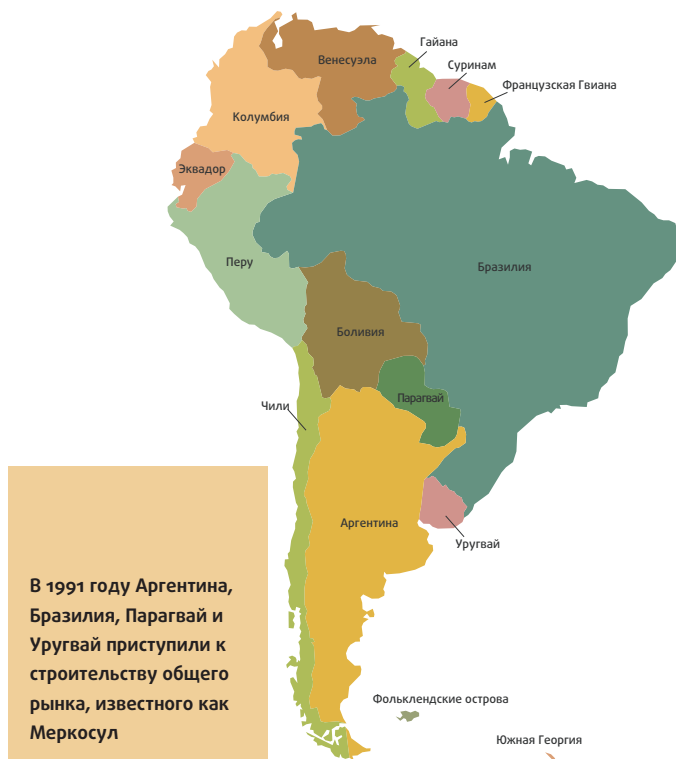 Гайана
Венесуэла
Суринам
Французская Гвиана
Колумбия
Эквадор
Перу
Бразилия
Боливия
Парагвай
Чили
Аргентина
Уругвай
В 1991 году Аргентина,
Бразилия, Парагвай и
Уругвай приступили к
строительству общего
рынка, известного как
Меркосул
Фольклендские острова
Южная Георгия